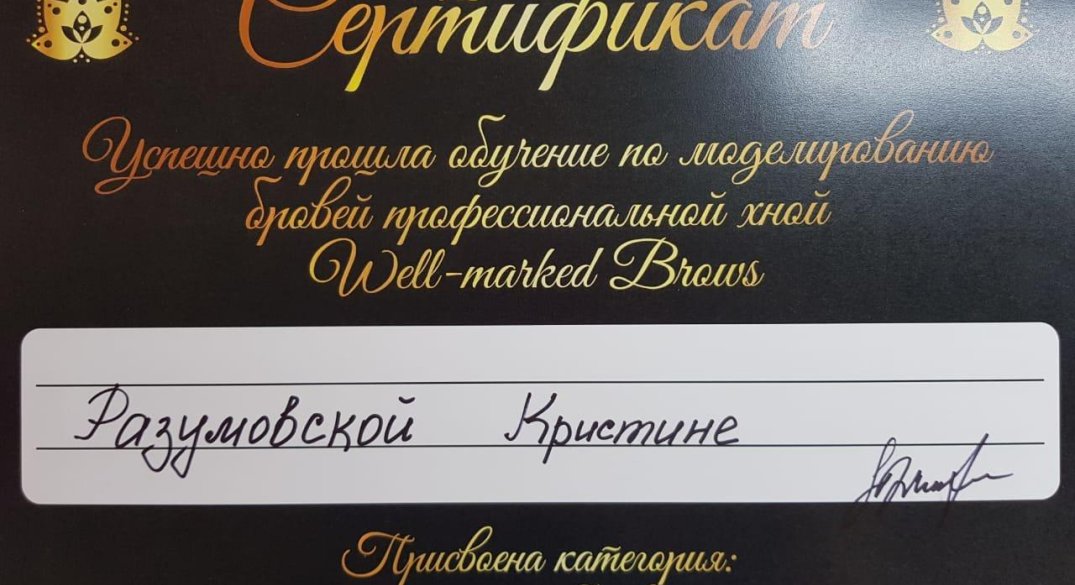 Сертификат
Успешно прошла обучение по моделированию
бровей профессиональной хной
Well-marked Brows
Разумовской Кристине
Присвоена категория: